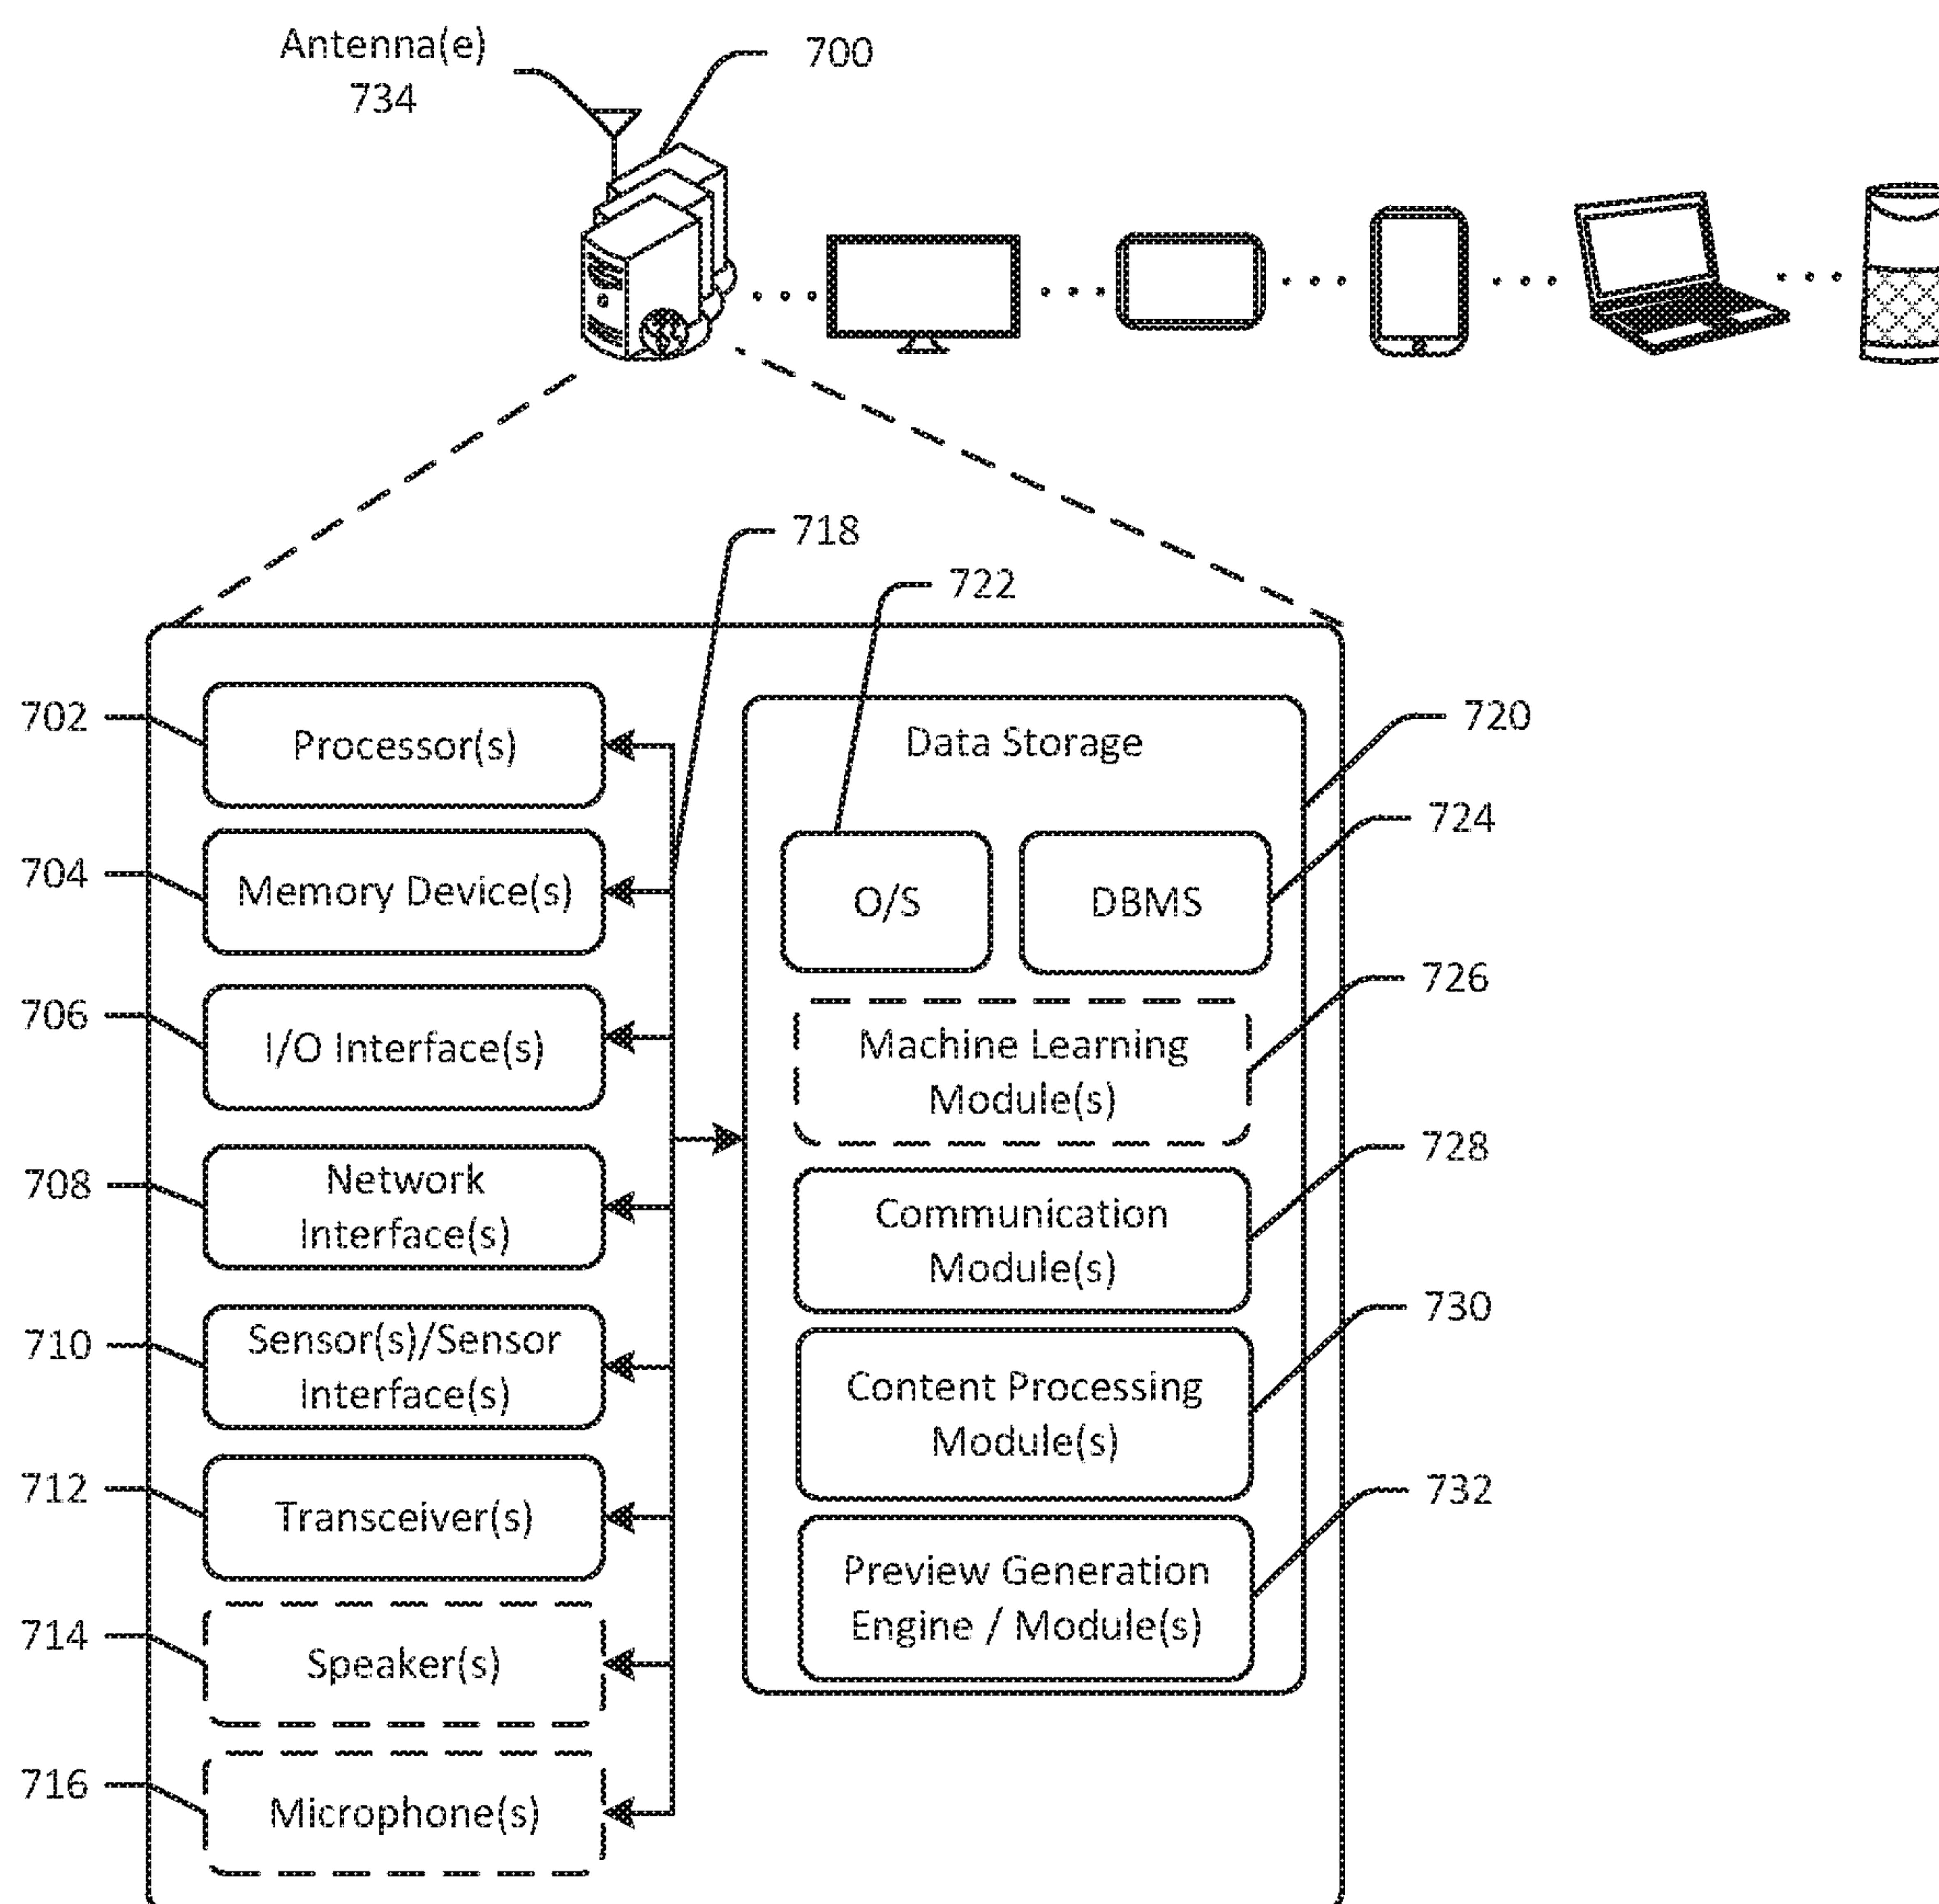 Antenna(e)
734
700
718
722
702
Processor(s)
Data Storage
720
704
Memory Device(s)
O/S
DBMS
724
706
I/O Interface(s)
Machine Learning
Module(s)
726
708
Network
Interface(s)
Communication
Module(s)
728
710
Sensor(s)/Sensor
Interface(s)
Content Processing
Module(s)
730
712
Transceiver(s)
Preview Generation
Engine / Module(s)
732
714
Speaker(s)
716
Microphone(s)